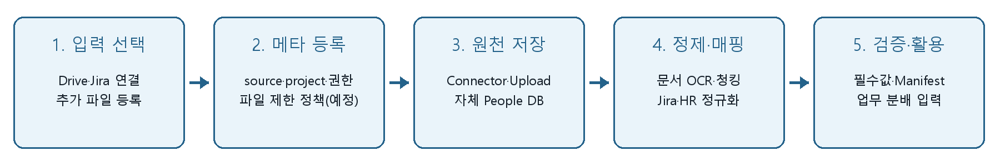 1. 입력 선택
Drive·Jira 연결
추가 파일 등록
2. 메타 등록
source·project·권한
파일 제한 정책(예정)
3. 원천 저장
Connector·Upload
자체 People DB
4. 정제·매핑
문서 OCR·청킹
Jira·HR 정규화
5. 검증·활용
필수값·Manifest
업무 분배 입력